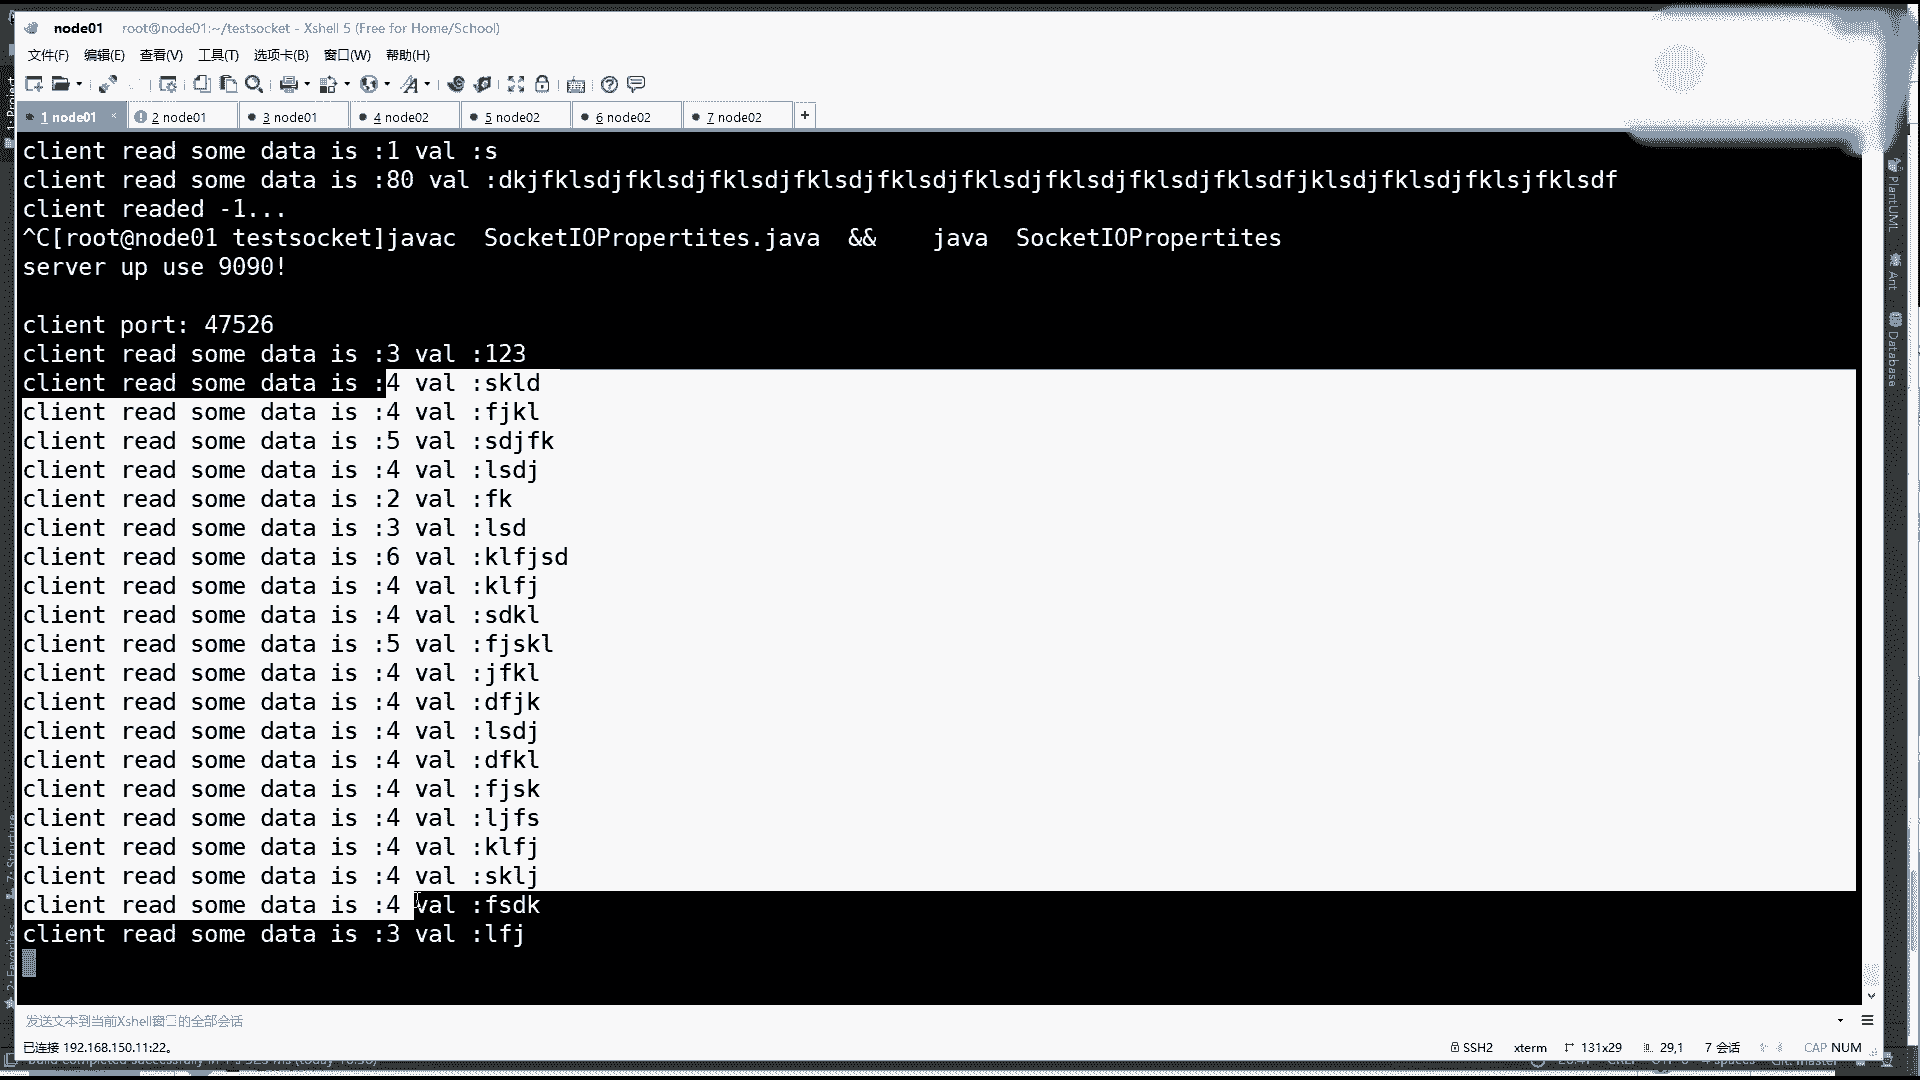 node01 root@node01:~/testsocket - Xshell 5 (Free for Home/School)
文件(F) 编辑(E) 查看(V) 工具(T) 选项卡(B) 窗口(W) 帮助(H)
1 node01 2 node01 3 node01 4 node02 5 node02 6 node02 7 node02 +
client read some data is :1 val :s
client read some data is :80 val :dkjfklsdjfklsdjfklsdjfklsdjfklsdjfklsdjfklsdjfklsdjfklsdfjklsdjfklsdjfklsjfklsdf
client readed -1...
^C[root@node01 testsocket]javac SocketIOPropertites.java && java SocketIOPropertites
server up use 9090!
client port: 47526
client read some data is :3 val :123
client read some data is :4 val :skld
client read some data is :4 val :fjkl
client read some data is :5 val :sdjfk
client read some data is :4 val :lsdj
client read some data is :2 val :fk
client read some data is :3 val :lsd
client read some data is :6 val :klfjsd
client read some data is :4 val :klfj
client read some data is :4 val :sdkl
client read some data is :5 val :fjskl
client read some data is :4 val :jfkl
client read some data is :4 val :dfjk
client read some data is :4 val :lsdj
client read some data is :4 val :dfkl
client read some data is :4 val :fjsk
client read some data is :4 val :ljfs
client read some data is :4 val :klfj
client read some data is :4 val :sklj
client read some data is :4 val :fsdk
client read some data is :3 val :lfj
发送文本到当前Xshell窗口的全部会话
已连接 192.168.150.11:22。 SSH2 xterm 131x29 29,1 7 会话 CAP NUM
1: Project
PlantUML
Ant
Database
7: Structure
2: Favorites